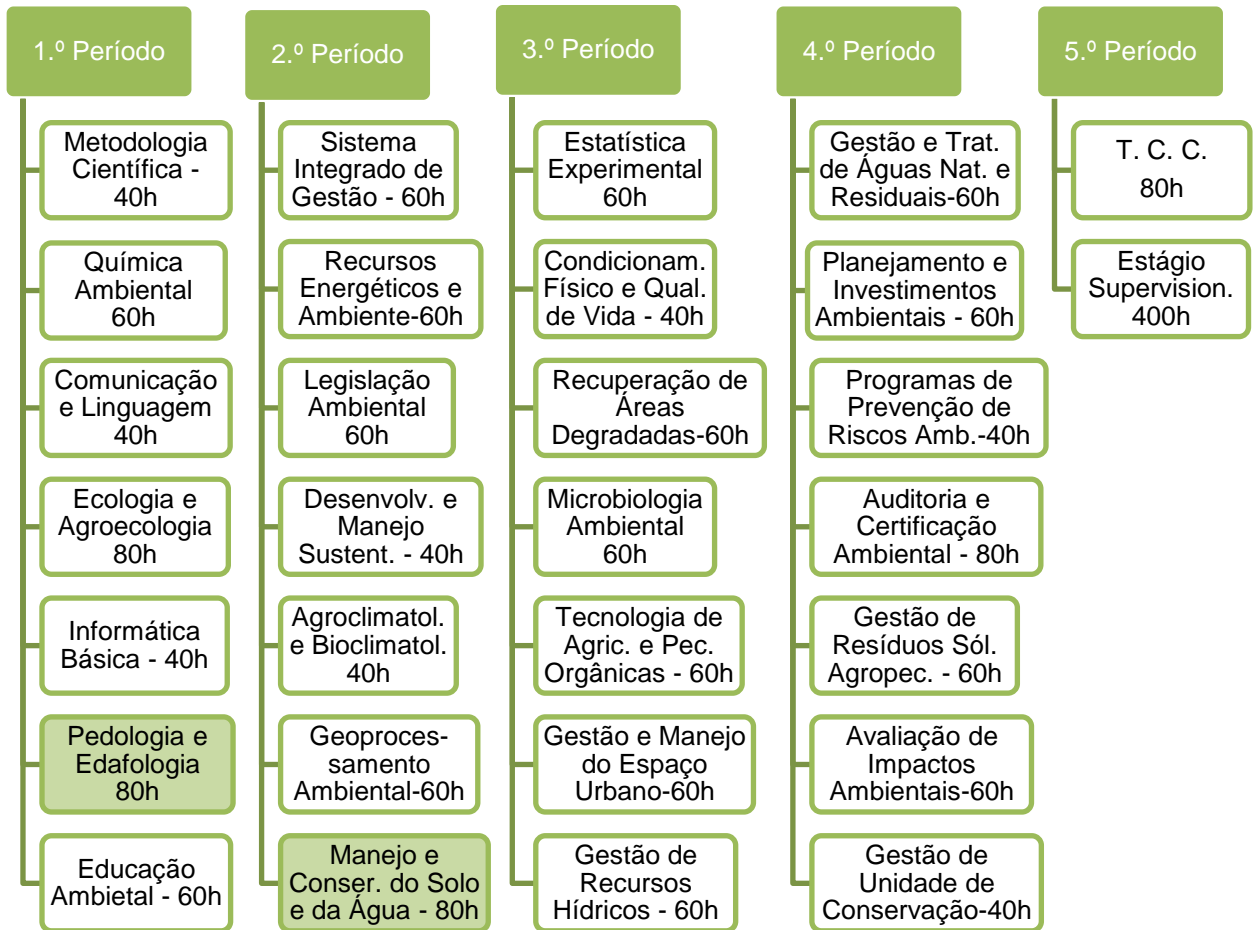 1.º Período
Metodologia
Científica -
40h
Química
Ambiental
60h
Comunicação
e Linguagem
40h
Ecologia e
Agroecologia
80h
Informática
Básica - 40h
Pedologia e
Edafologia
80h
Educação
Ambietal - 60h
2.º Período
Sistema
Integrado de
Gestão - 60h
Recursos
Energéticos e
Ambiente-60h
Legislação
Ambiental
60h
Desenvolv. e
Manejo
Sustent. - 40h
Agroclimatol.
e Bioclimatol.
40h
Geoproces-
samento
Ambiental-60h
Manejo e
Conser. do Solo
e da Água - 80h
3.º Período
Estatística
Experimental
60h
Condicionam.
Físico e Qual.
de Vida - 40h
Recuperação de
Áreas
Degradadas-60h
Microbiologia
Ambiental
60h
Tecnologia de
Agric. e Pec.
Orgânicas - 60h
Gestão e Manejo
do Espaço
Urbano-60h
Gestão de
Recursos
Hídricos - 60h
4.º Período
Gestão e Trat.
de Águas Nat. e
Residuais-60h
Planejamento e
Investimentos
Ambientais - 60h
Programas de
Prevenção de
Riscos Amb.-40h
Auditoria e
Certificação
Ambiental - 80h
Gestão de
Resíduos Sól.
Agropec. - 60h
Avaliação de
Impactos
Ambientais-60h
Gestão de
Unidade de
Conservação-40h
5.º Período
T. C. C.
80h
Estágio
Supervision.
400h